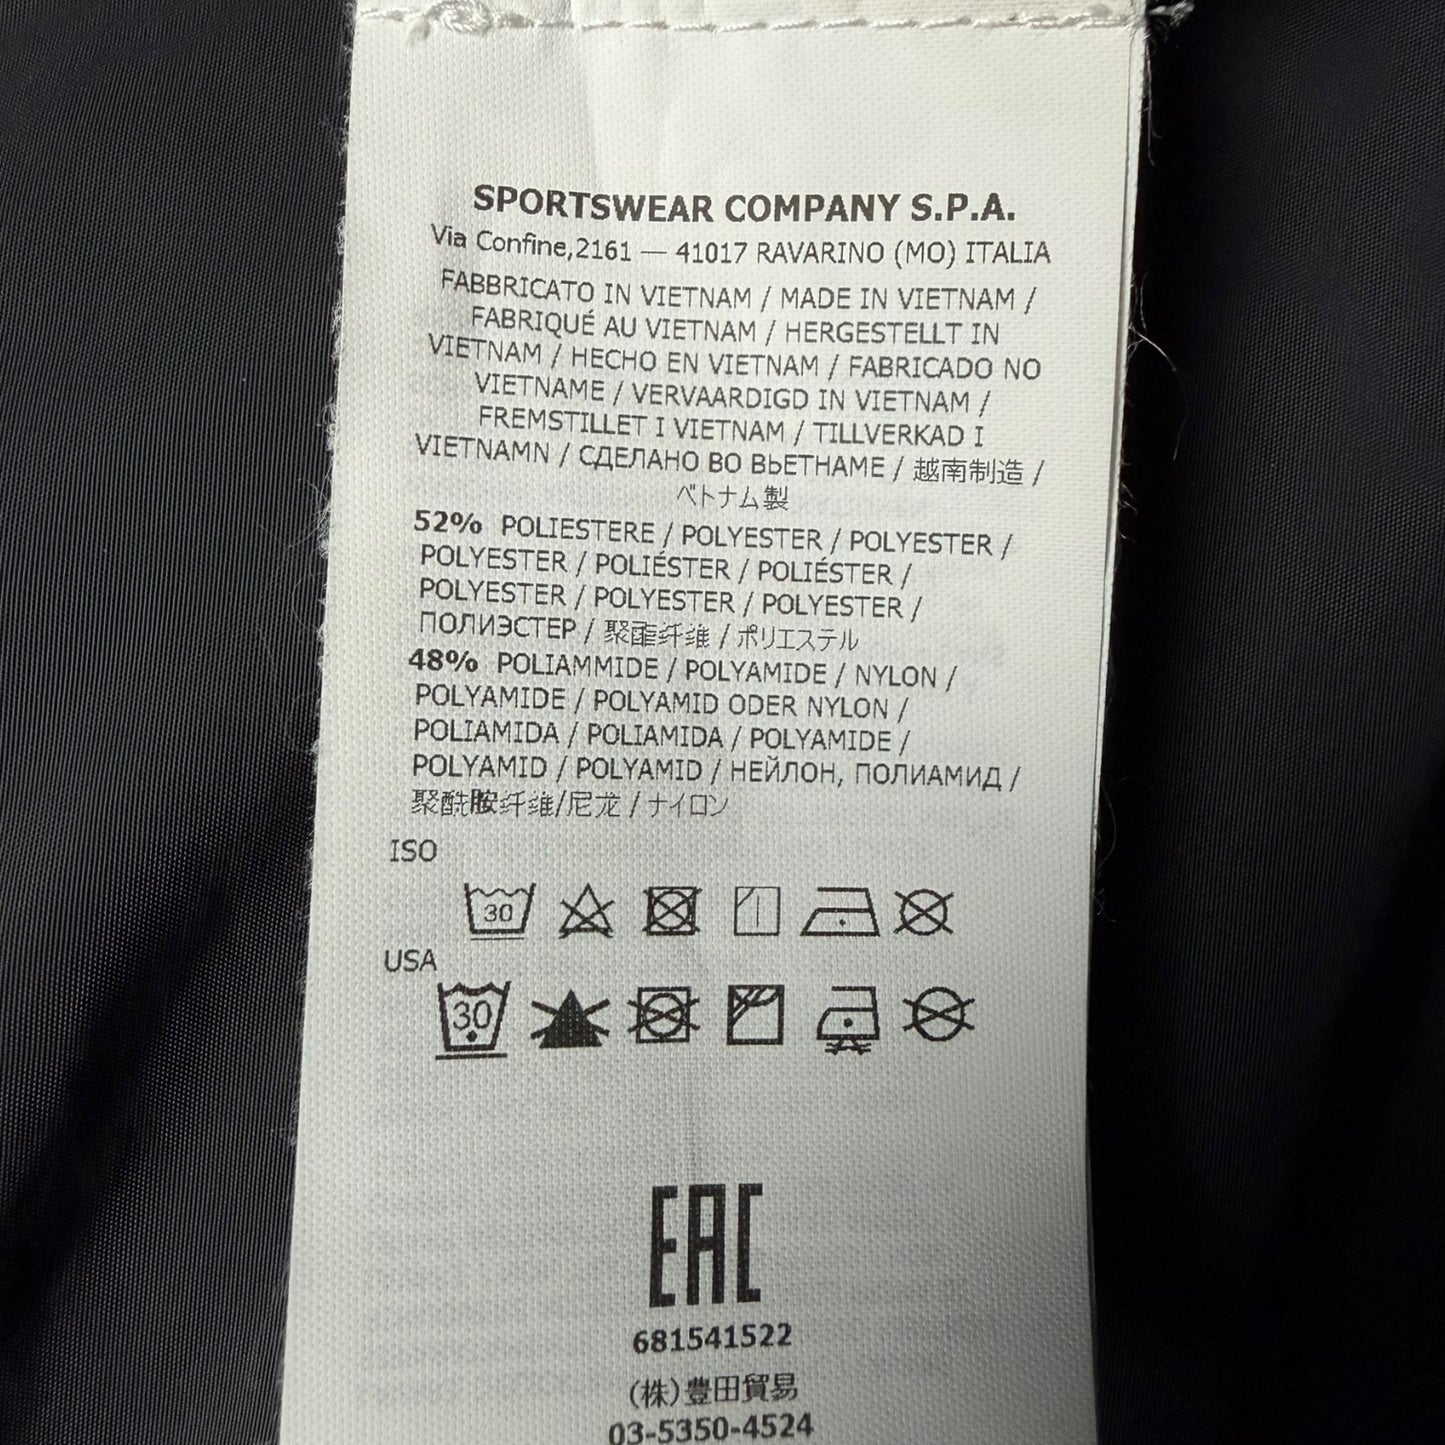 SPORTSWEAR COMPANY S.P.A.
Via Confine,2161 — 41017 RAVARINO (MO) ITALIA
FABBRICATO IN VIETNAM / MADE IN VIETNAM /
FABRIQUÉ AU VIETNAM / HERGESTELLT IN
VIETNAM / HECHO EN VIETNAM / FABRICADO NO
VIETNAME / VERVAARDIGD IN VIETNAM /
FREMSTILLET I VIETNAM / TILLVERKAD I
VIETNAMN / СДЕЛАНО ВО ВЬЕТНАМЕ / 越南制造 /
ベトナム製
52% POLIESTERE / POLYESTER / POLYESTER /
POLYESTER / POLIÉSTER / POLIÉSTER /
POLYESTER / POLYESTER / POLYESTER /
ПОЛИЭСТЕР / 聚酯纤维 / ポリエステル
48% POLIAMMIDE / POLYAMIDE / NYLON /
POLYAMIDE / POLYAMID ODER NYLON /
POLIAMIDA / POLIAMIDA / POLYAMIDE /
POLYAMID / POLYAMID / НЕЙЛОН, ПОЛИАМИД /
聚酰胺纤维/尼龙 / ナイロン
ISO
30
USA
30
EAC
681541522
(株)豊田貿易
03-5350-4524